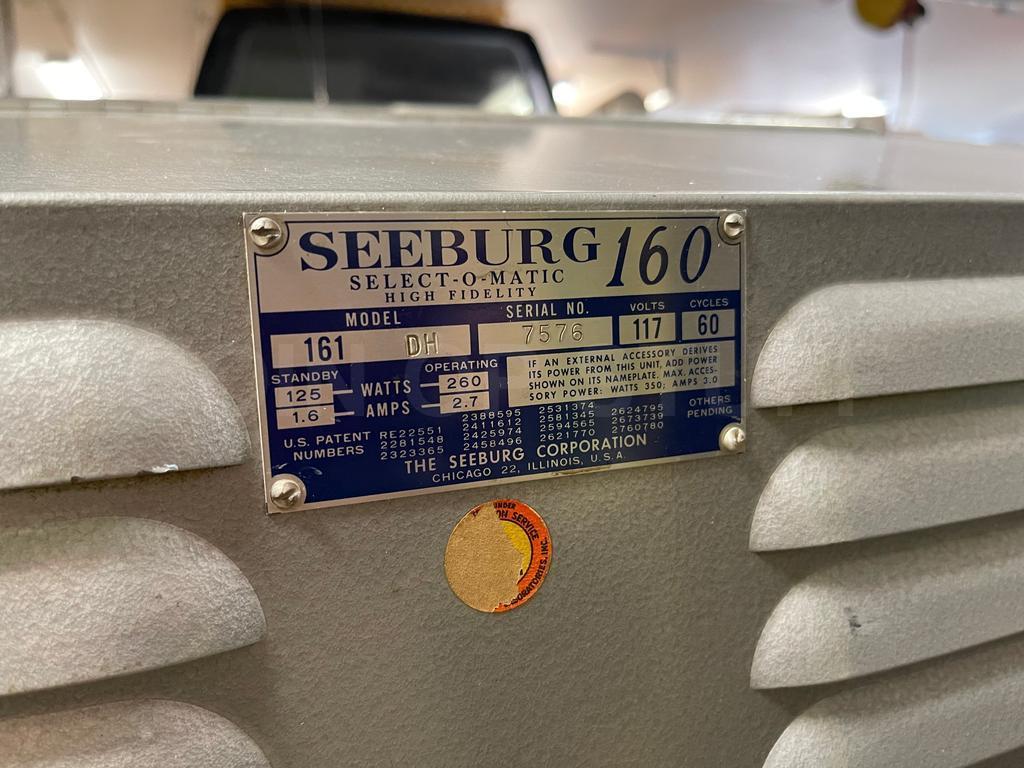 SEEBURG 160
SELECT-O-MATIC
HIGH FIDELITY
MODEL SERIAL NO. VOLTS CYCLES
161 DH 7576 117 60
STANDBY OPERATING
125 WATTS 260
1.6 AMPS 2.7
IF AN EXTERNAL ACCESSORY DERIVES
ITS POWER FROM THIS UNIT, ADD POWER
SHOWN ON ITS NAMEPLATE. MAX. ACCES-
SORY POWER: WATTS 350; AMPS 3.0
U.S. PATENT NUMBERS
RE22551 2388595 2531374 2624795
2281548 2411612 2581345 2673739
2323365 2425974 2594565 2760780
2458496 2621770
OTHERS
PENDING
THE SEEBURG CORPORATION
CHICAGO 22, ILLINOIS, U.S.A.
UNDER
SERVICE
INC.